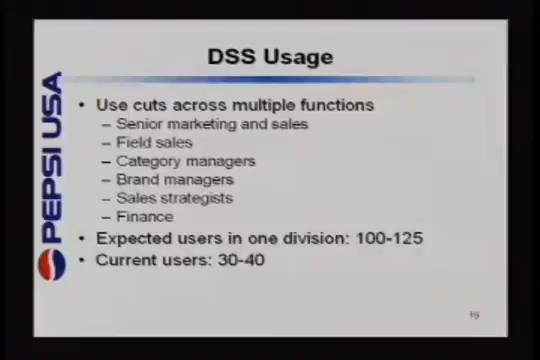 DSS Usage
PEPSI USA
• Use cuts across multiple functions
– Senior marketing and sales
– Field sales
– Category managers
– Brand managers
– Sales strategists
– Finance
• Expected users in one division: 100-125
• Current users: 30-40